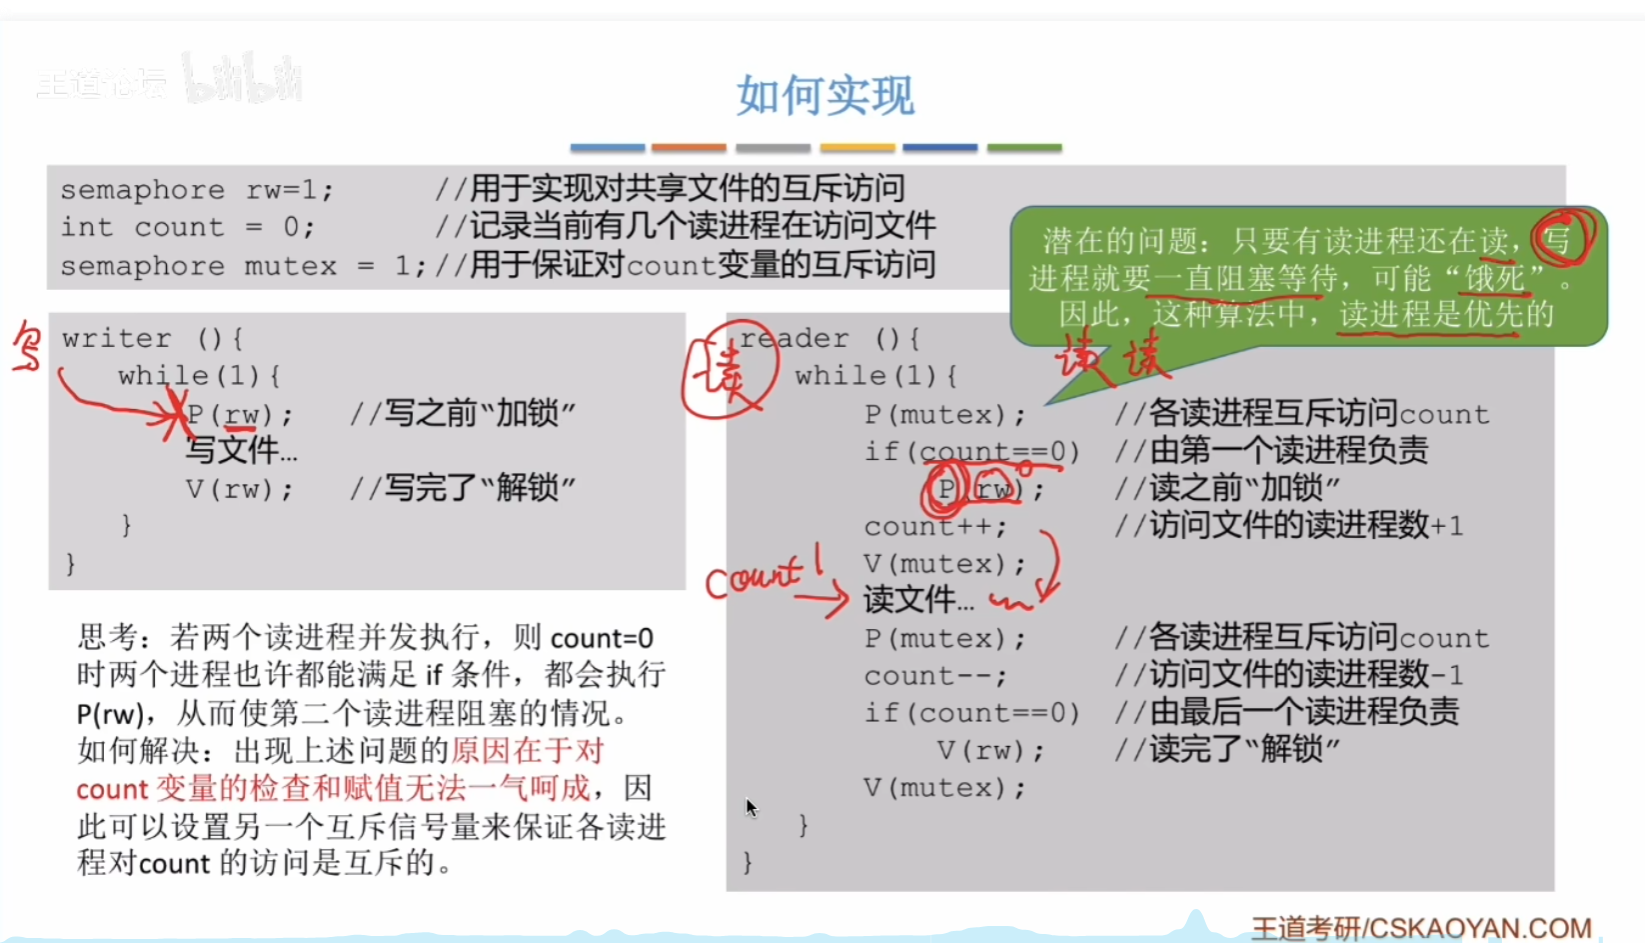 王道论坛 bilibili
如何实现
semaphore rw=1; //用于实现对共享文件的互斥访问
int count = 0; //记录当前有几个读进程在访问文件
semaphore mutex = 1;//用于保证对count变量的互斥访问
潜在的问题：只要有读进程还在读，写
进程就要一直阻塞等待，可能“饿死”。
因此，这种算法中，读进程是优先的
写
writer (){
while(1){
P(rw); //写之前“加锁”
写文件…
V(rw); //写完了“解锁”
}
}
读
读 读
reader (){
while(1){
P(mutex); //各读进程互斥访问count
if(count==0) //由第一个读进程负责
P(rw); //读之前“加锁”
count++; //访问文件的读进程数+1
V(mutex);
count 1
读文件…
P(mutex); //各读进程互斥访问count
count--; //访问文件的读进程数-1
if(count==0) //由最后一个读进程负责
V(rw); //读完了“解锁”
V(mutex);
}
}
思考：若两个读进程并发执行，则 count=0
时两个进程也许都能满足 if 条件，都会执行
P(rw)，从而使第二个读进程阻塞的情况。
如何解决：出现上述问题的原因在于对
count 变量的检查和赋值无法一气呵成，因
此可以设置另一个互斥信号量来保证各读进
程对count 的访问是互斥的。
王道考研/CSKAOYAN.COM